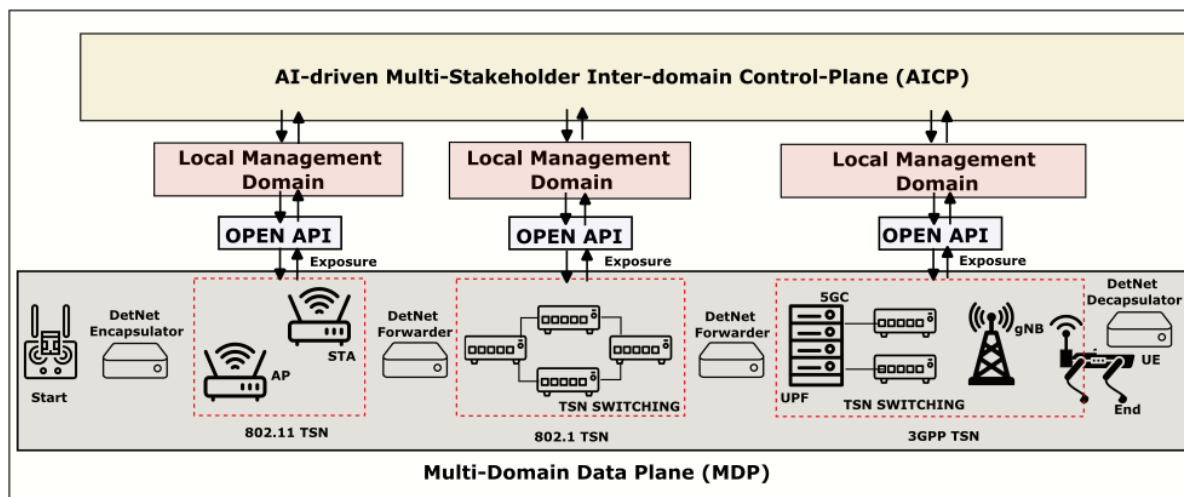 AI-driven Multi-Stakeholder Inter-domain Control-Plane (AICP)
Local Management
Domain
Local Management
Domain
Local Management
Domain
OPEN API
OPEN API
OPEN API
Exposure
Exposure
Exposure
DetNet
Encapsulator
STA
AP
DetNet
Forwarder
TSN SWITCHING
DetNet
Forwarder
5GC
gNB
UPF
TSN SWITCHING
DetNet
Decapsulator
UE
Start
End
802.11 TSN
802.1 TSN
3GPP TSN
Multi-Domain Data Plane (MDP)